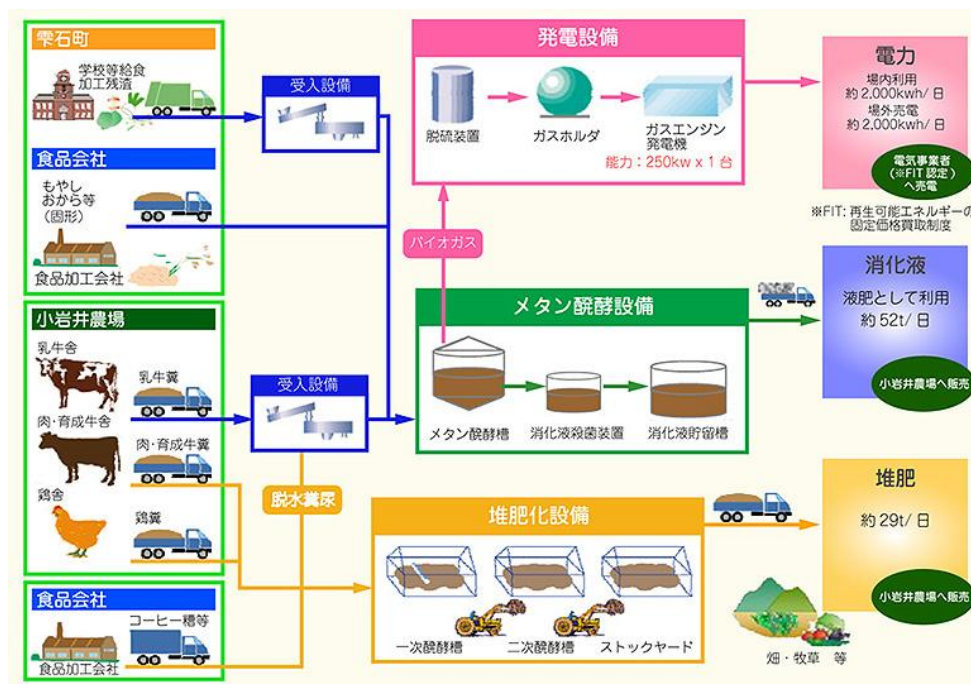 雫石町
学校等給食
加工残渣
食品会社
もやし
おから等
（固形）
食品加工会社
小岩井農場
乳牛舎
乳牛糞
肉・育成牛舎
肉・育成牛糞
鶏舎
鶏糞
食品会社
コーヒー糟等
食品加工会社
受入設備
受入設備
脱水糞尿
バイオガス
発電設備
脱硫装置
ガスホルダ
ガスエンジン
発電機
能力：250kw x 1台
メタン醗酵設備
メタン醗酵槽
消化液殺菌装置
消化液貯留槽
堆肥化設備
一次醗酵槽
二次醗酵槽
ストックヤード
電力
場内利用
約2,000kwh/日
場外売電
約2,000kwh/日
電気事業者
（※FIT認定）
へ売電
※FIT：再生可能エネルギーの
固定価格買取制度
消化液
液肥として利用
約52t/日
小岩井農場へ販売
堆肥
約29t/日
小岩井農場へ販売
畑・牧草 等